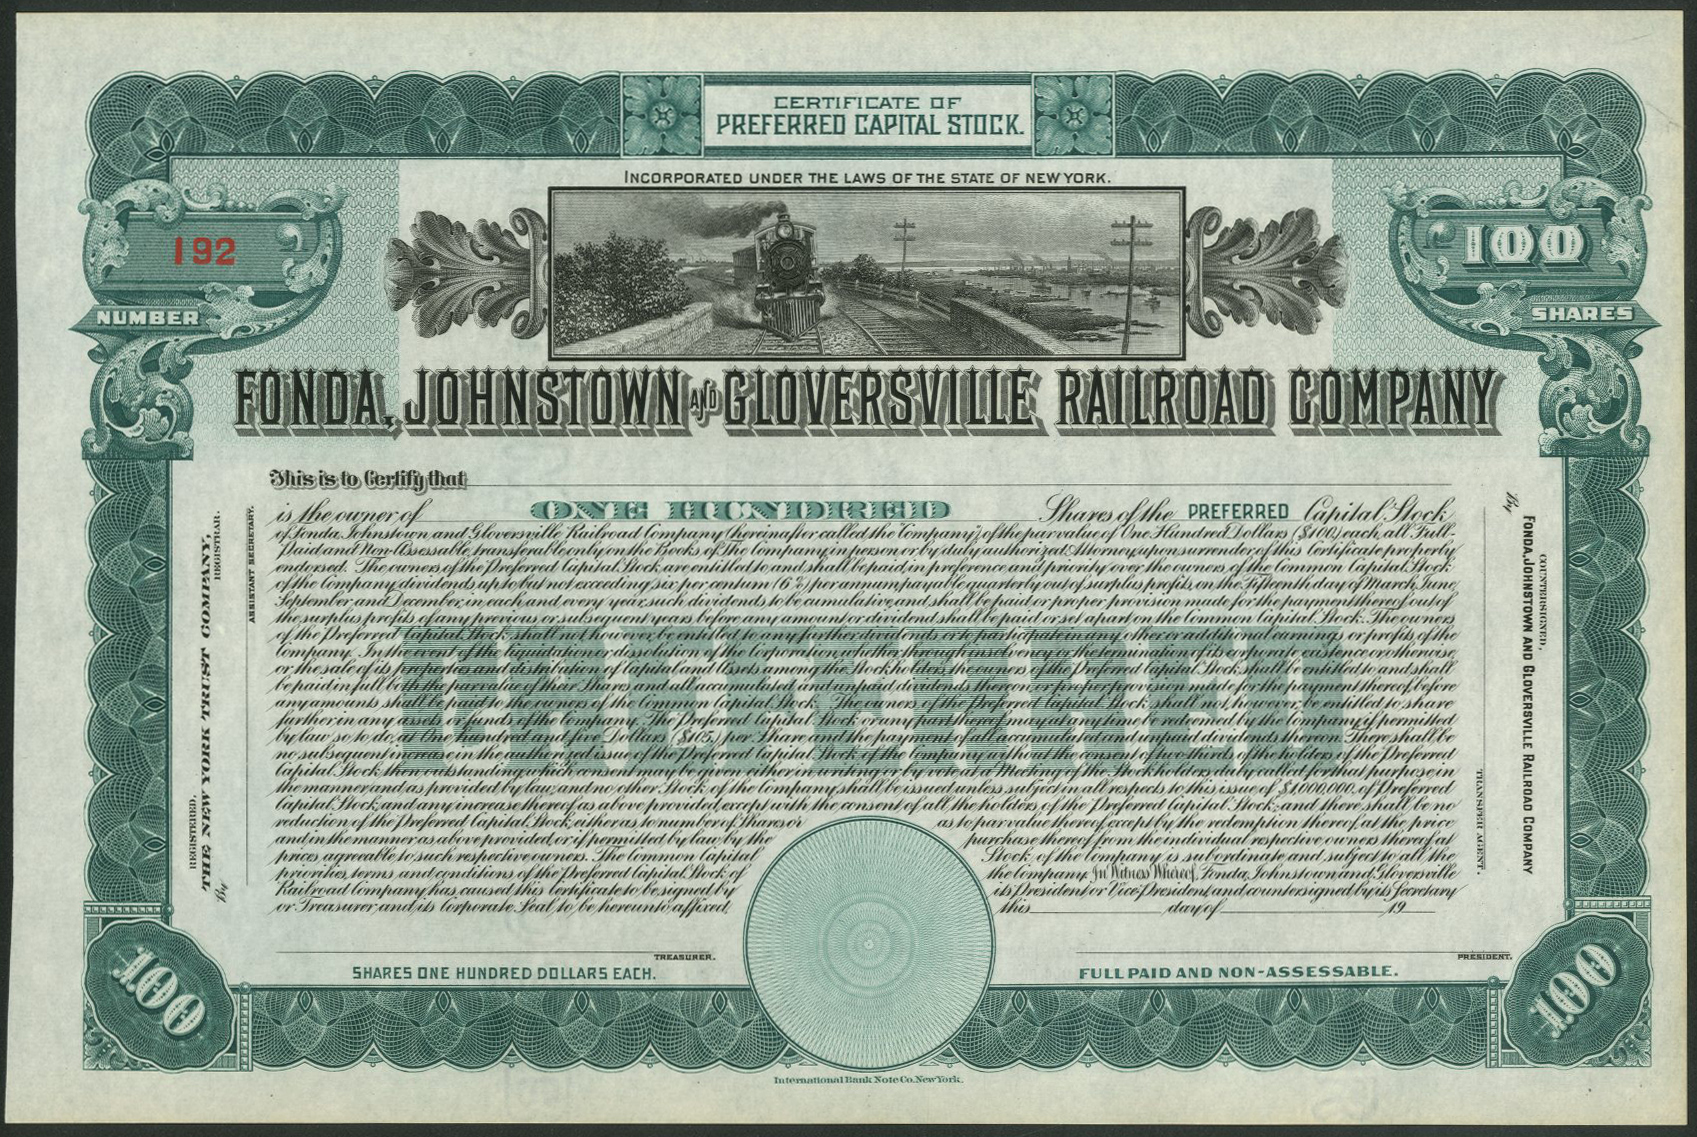 CERTIFICATE OF
PREFERRED CAPITAL STOCK.
INCORPORATED UNDER THE LAWS OF THE STATE OF NEW YORK.
192
100
NUMBER
SHARES
FONDA, JOHNSTOWN AND GLOVERSVILLE RAILROAD COMPANY
This is to Certify that
is the owner of ONE HUNDRED Shares of the PREFERRED Capital Stock
of Fonda, Johnstown and Gloversville Railroad Company (hereinafter called the "Company"), of the par value of One Hundred Dollars ($100) each, all Full-
Paid and Non-Assessable, transferable only on the Books of The Company, in person or by duly authorized Attorney, upon surrender of this Certificate properly
endorsed. The owners of the Preferred Capital Stock are entitled to and shall be paid in preference and priority over the owners of the Common Capital Stock
of the Company dividends up to but not exceeding six per centum (6%) per annum, payable quarterly out of surplus profits, on the Fifteenth day of March, June,
September and December, in each and every year, such dividends to be cumulative, and shall be paid or proper provision made for the payment thereof out of
the surplus profits of any previous or subsequent years before any amount or dividend shall be paid or set apart on the Common Capital Stock. The owners
of the Preferred Capital Stock shall not however, be entitled to any further dividends or to participate in any other or additional earnings or profits of the
Company. In the event of the liquidation or dissolution of the Corporation, whether through insolvency or the termination of its corporate existence or otherwise,
or the sale of its properties and distribution of Capital and Assets among the Stockholders, the owners of the Preferred Capital Stock shall be entitled to and shall
be paid in full both the par value of their Shares and all accumulated and unpaid dividends thereon, or proper provision made for the payment thereof, before
any amounts shall be paid to the owners of the Common Capital Stock. The owners of the Preferred Capital Stock shall not, however, be entitled to share
further in any assets or funds of the Company. The Preferred Capital Stock or any part thereof may at any time be redeemed by the Company, if permitted
by law so to do, at One Hundred and five Dollars ($105.) per Share and the payment of all accumulated and unpaid dividends thereon. There shall be
no subsequent increase in the authorized issue of the Preferred Capital Stock of the Company without the consent of two-thirds of the holders of the Preferred
Capital Stock then outstanding, which consent may be given either in writing or by vote at a Meeting of the Stockholders duly called for that purpose in
the manner and as provided by law, and no other Stock of the Company shall be issued unless subject in all respects to this issue of $1,000,000, of Preferred
Capital Stock, and any increase thereof as above provided, except with the consent of all the holders of the Preferred Capital Stock; and there shall be no
reduction of the Preferred Capital Stock, either as to number of Shares or as to par value thereof, except by the redemption thereof, at the price
and in the manner as above provided, or if permitted by law, by the purchase thereof from the individual respective owners thereof at
prices agreeable to such respective owners. The Common Capital Stock of the Company is subordinate and subject to all the
priorities, terms and conditions of the Preferred Capital Stock of the Company. In Witness Whereof, Fonda, Johnstown and Gloversville
Railroad Company has caused this Certificate to be signed by its President or Vice-President and countersigned by its Secretary
or Treasurer, and its Corporate Seal to be hereunto affixed, this day of 19
TREASURER.
PRESIDENT.
SHARES ONE HUNDRED DOLLARS EACH.
FULL PAID AND NON-ASSESSABLE.
100
100
International Bank Note Co. New York.
REGISTERED,
THE NEW YORK TRUST COMPANY,
REGISTRAR.
By
ASSISTANT SECRETARY.
COUNTERSIGNED,
FONDA, JOHNSTOWN AND GLOVERSVILLE RAILROAD COMPANY
By
TRANSFER AGENT.